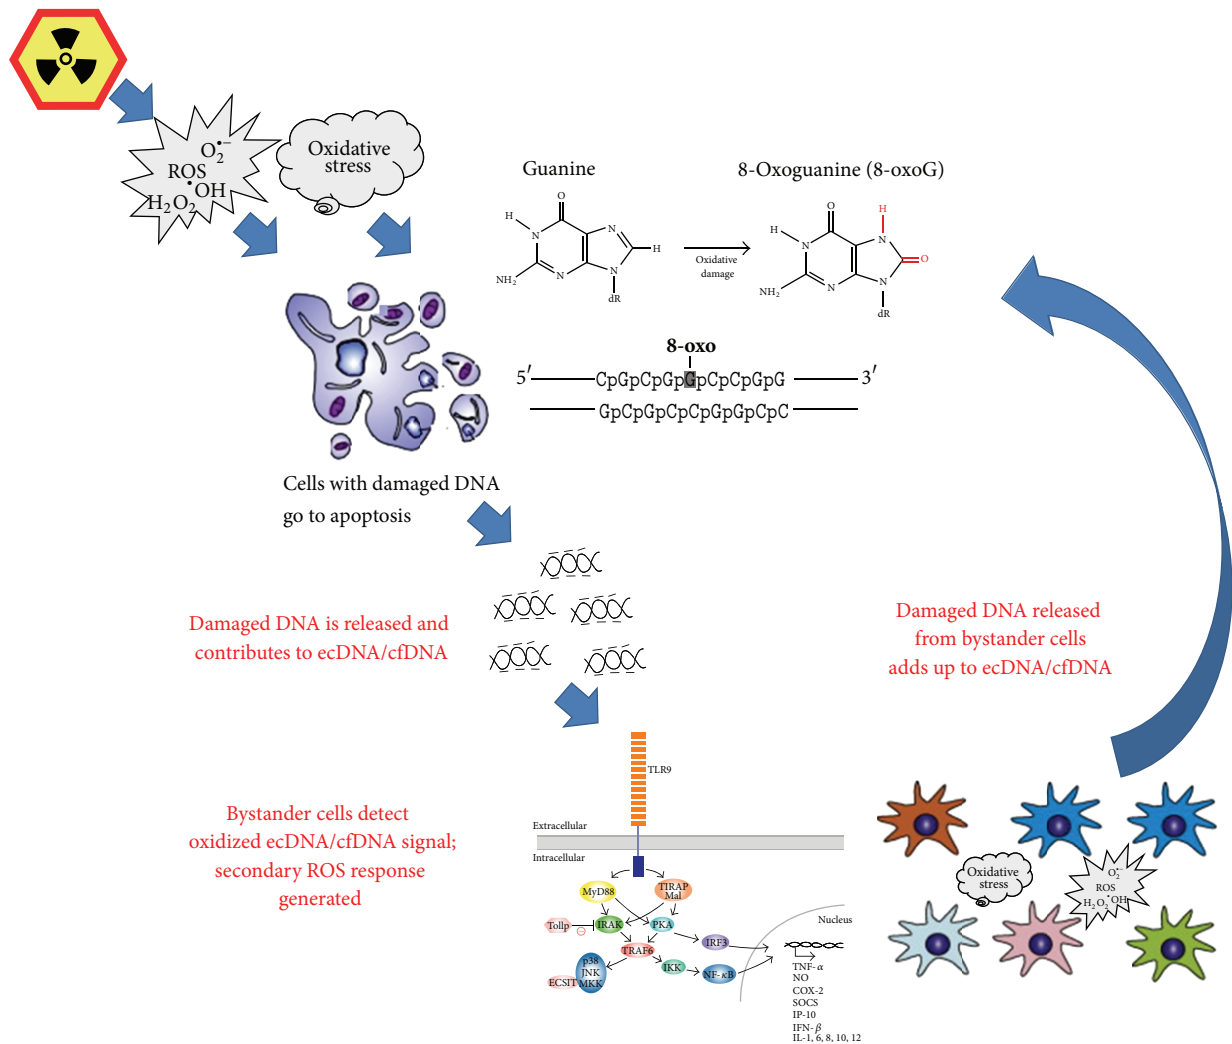 O2•−
ROS
•OH
H2O2
Oxidative
stress
Guanine
8-Oxoguanine (8-oxoG)
O
H
N
N
H
NH2
N
N
dR
Oxidative
damage
O
H
H
N
N
O
NH2
N
N
dR
8-oxo
5′ CpGpCpGpGpCpCpGpG 3′
GpCpGpCpCpGpGpCpC
Cells with damaged DNA
go to apoptosis
Damaged DNA is released and
contributes to ecDNA/cfDNA
Damaged DNA released
from bystander cells
adds up to ecDNA/cfDNA
Bystander cells detect
oxidized ecDNA/cfDNA signal;
secondary ROS response
generated
TLR9
Extracellular
Intracellular
MyD88
TIRAP
Mal
Tollp
⊖
IRAK
PKA
TRAF6
IRF3
IKK
NF-κB
p38
JNK
MKK
ECSIT
Nucleus
TNF-α
NO
COX-2
SOCS
IP-10
IFN-β
IL-1, 6, 8, 10, 12
Oxidative
stress
O2•−
ROS
H2O2 •OH